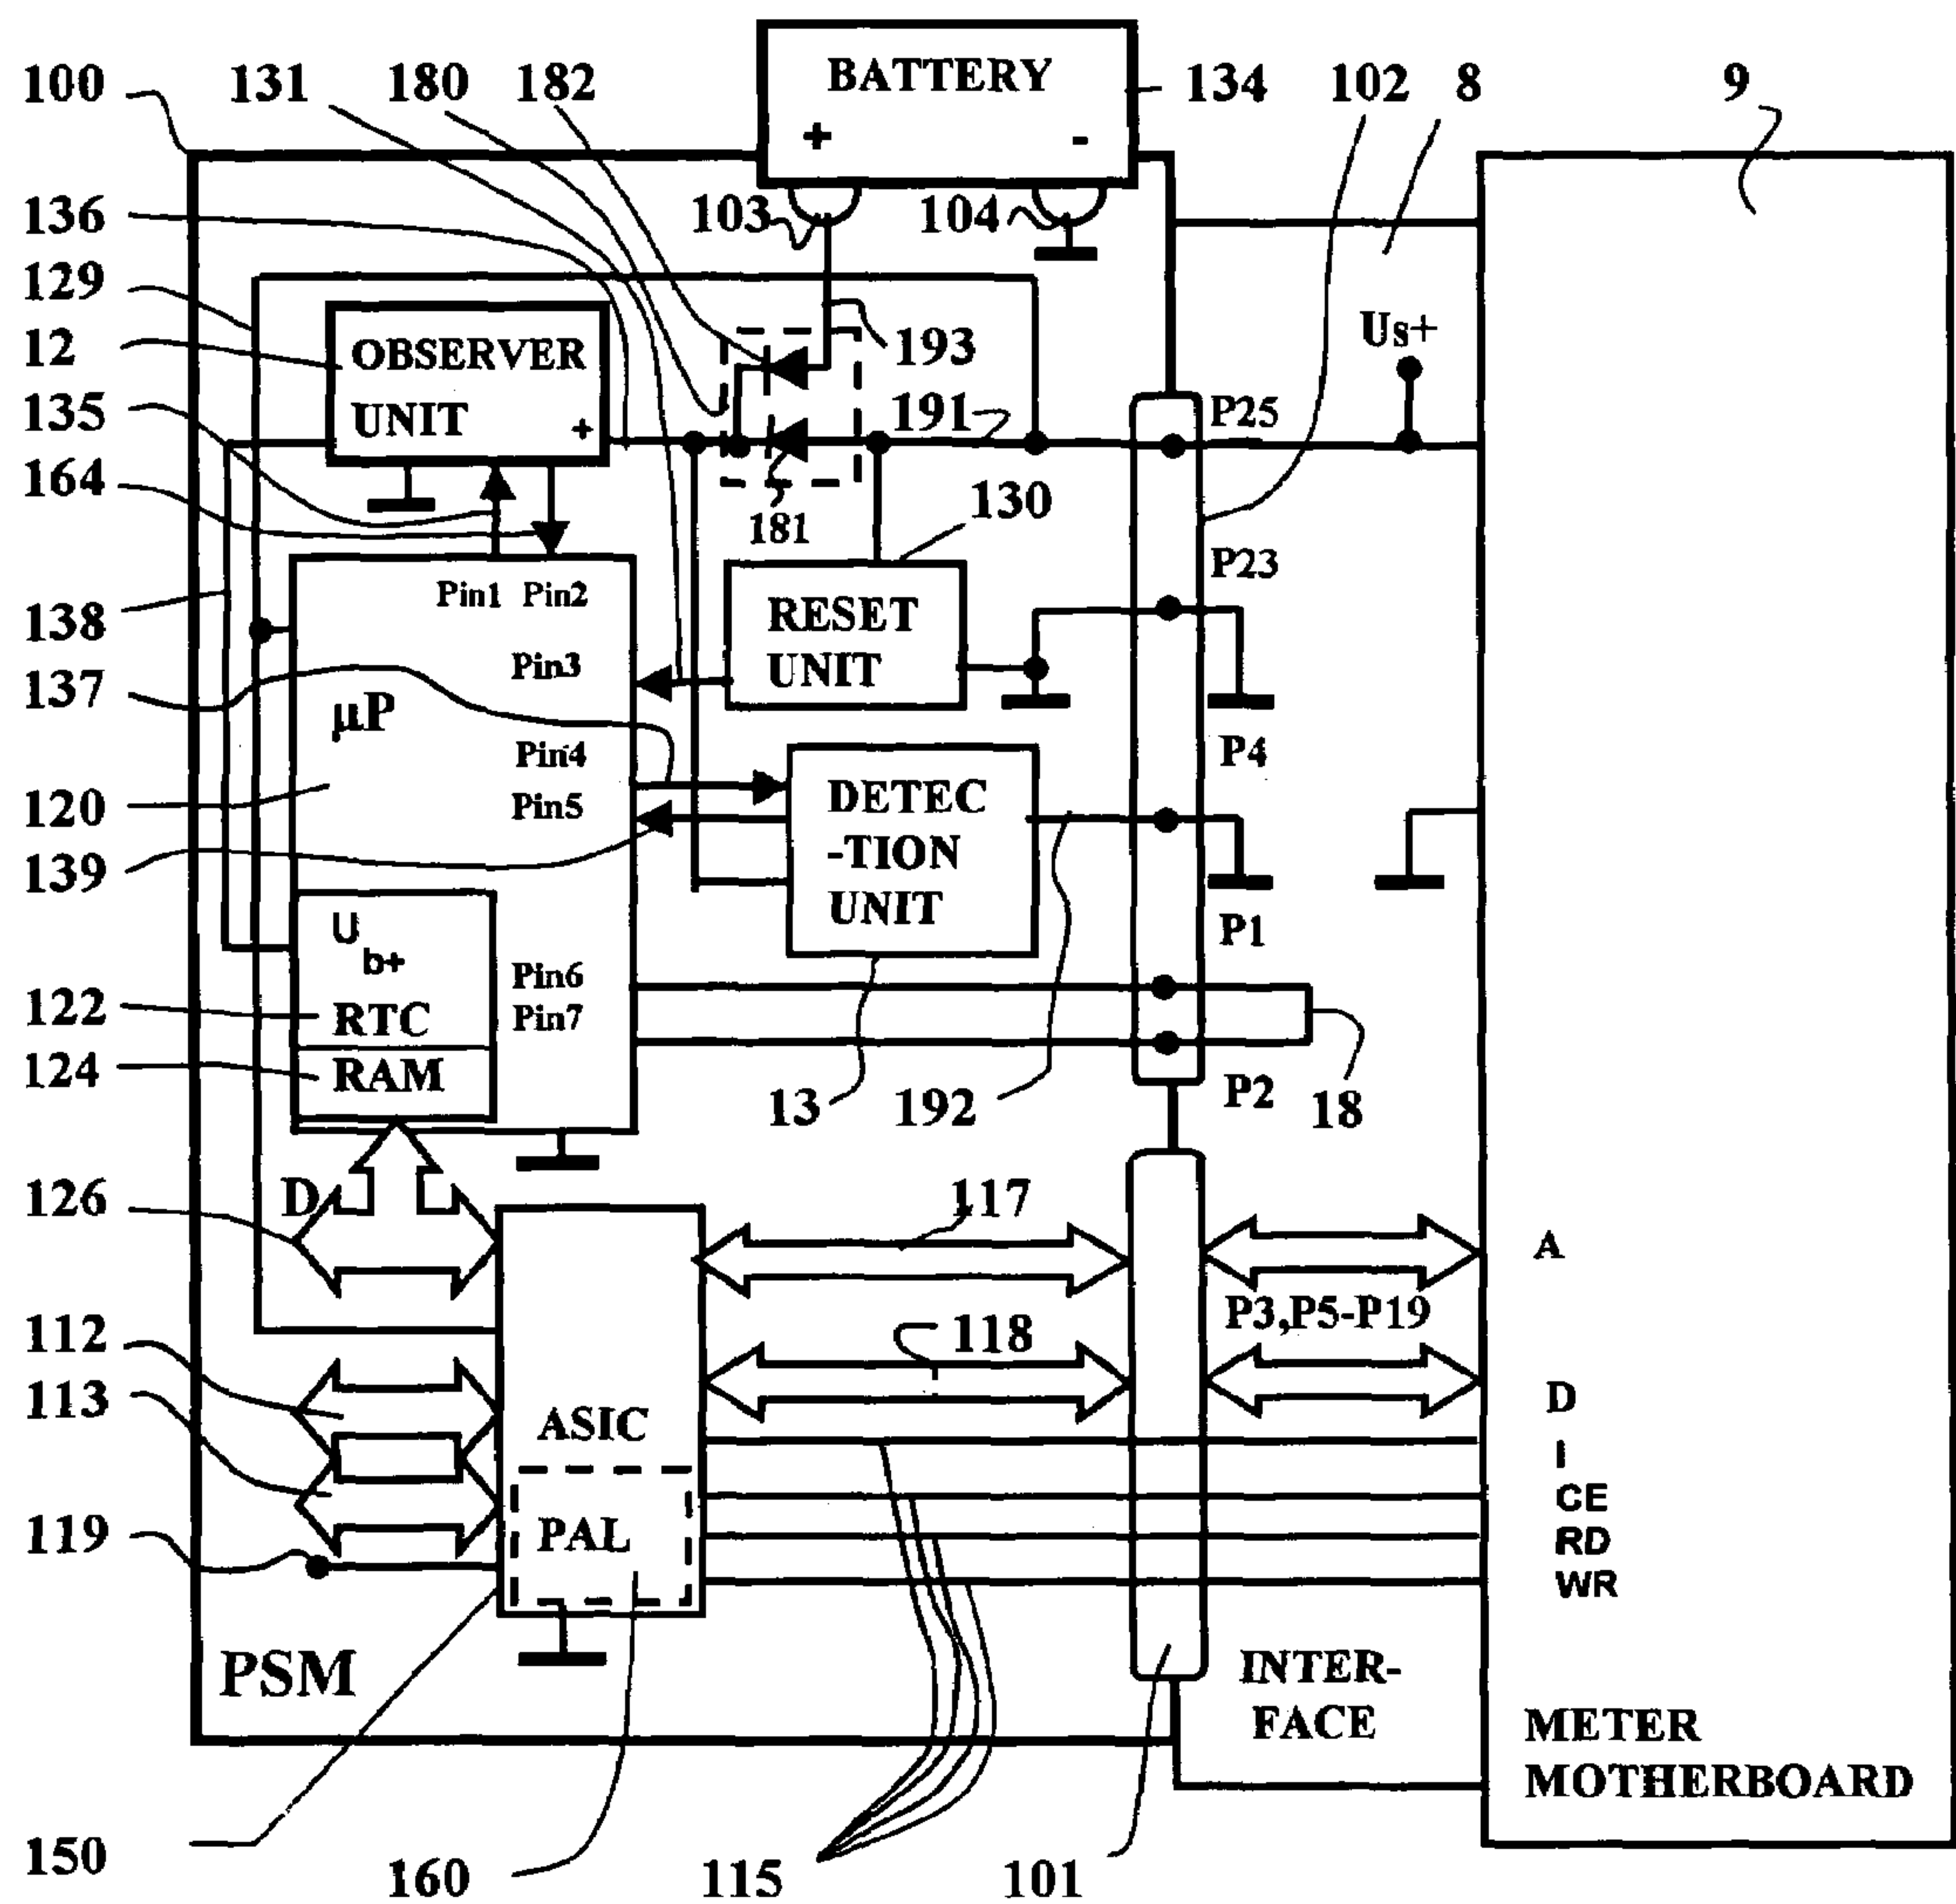 100 131 180 182 BATTERY 134 102 8 9
+ -
136 103 104
129
12 OBSERVER 193 Us+
135 UNIT + 191 P25
164 181 130
P23
138 Pin1 Pin2 RESET
137 Pin3 UNIT
µP
Pin4 P4
120 Pin5 DETEC
139 -TION
UNIT
U
b+ P1
122 RTC Pin6
124 RAM Pin7
13 192 P2 18
126 D 117 A
P3,P5-P19
112 118
113 ASIC D
I
CE
119 PAL RD
WR
PSM INTER-
FACE METER
MOTHERBOARD
150 160 115 101